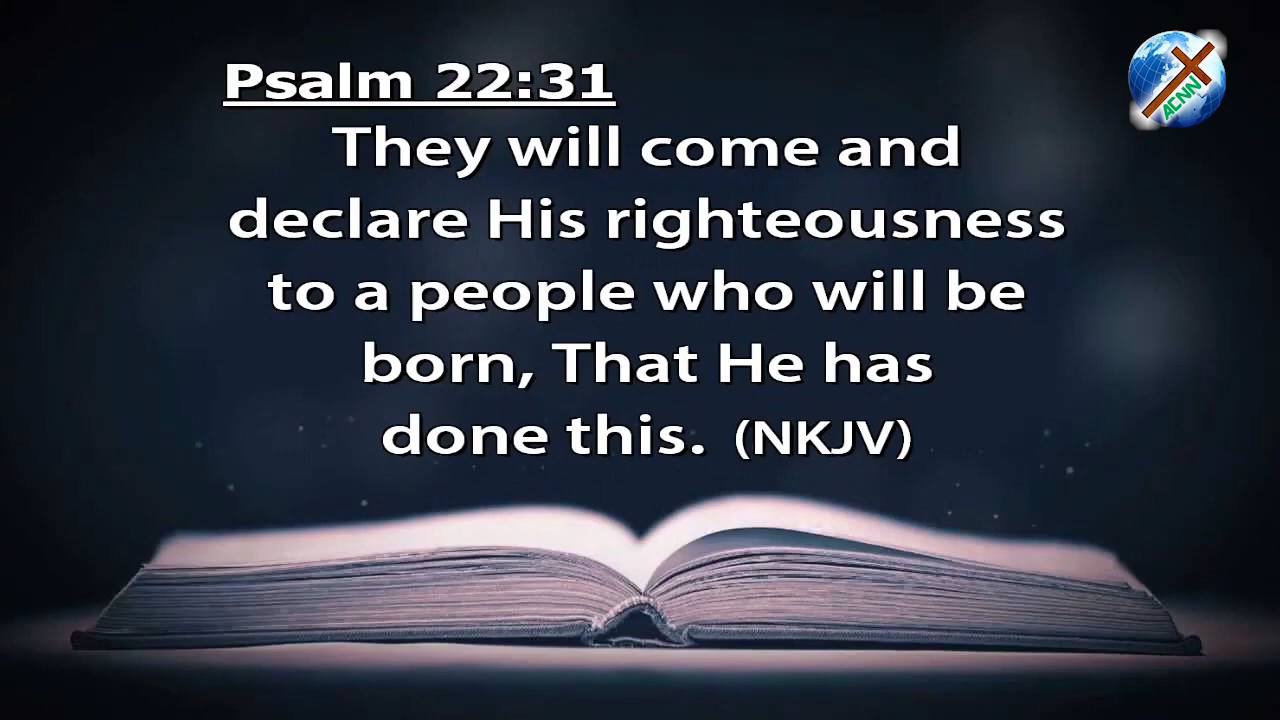 Psalm 22:31
They will come and
declare His righteousness
to a people who will be
born, That He has
done this. (NKJV)
ACNN